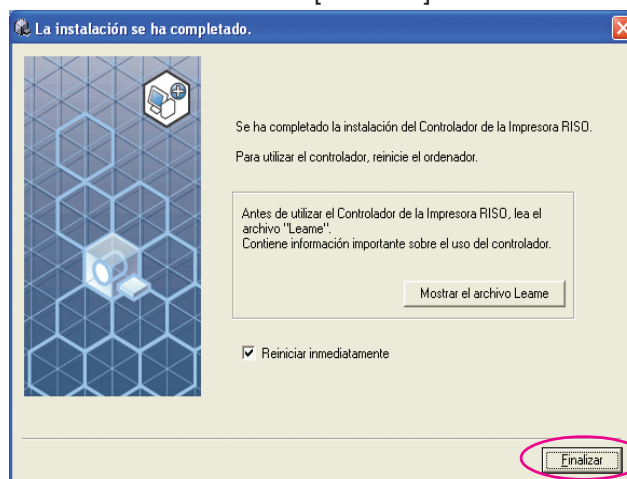 La instalación se ha completado.
Se ha completado la instalación del Controlador de la Impresora RISO.
Para utilizar el controlador, reinicie el ordenador.
Antes de utilizar el Controlador de la Impresora RISO, lea el
archivo "Leame".
Contiene información importante sobre el uso del controlador.
Mostrar el archivo Leame
Reiniciar inmediatamente
Finalizar